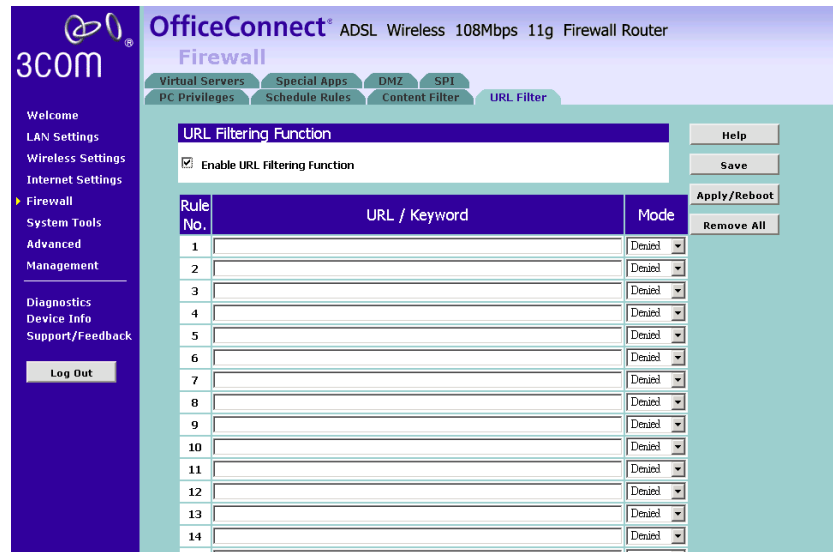 3COM®
OfficeConnect® ADSL Wireless 108Mbps 11g Firewall Router
Firewall
Virtual Servers Special Apps DMZ SPI
PC Privileges Schedule Rules Content Filter URL Filter
Welcome
LAN Settings
Wireless Settings
Internet Settings
Firewall
System Tools
Advanced
Management
Diagnostics
Device Info
Support/Feedback
Log Out
URL Filtering Function
Enable URL Filtering Function
Help
Save
Apply/Reboot
Remove All
Rule No. URL / Keyword Mode
1 Denied
2 Denied
3 Denied
4 Denied
5 Denied
6 Denied
7 Denied
8 Denied
9 Denied
10 Denied
11 Denied
12 Denied
13 Denied
14 Denied